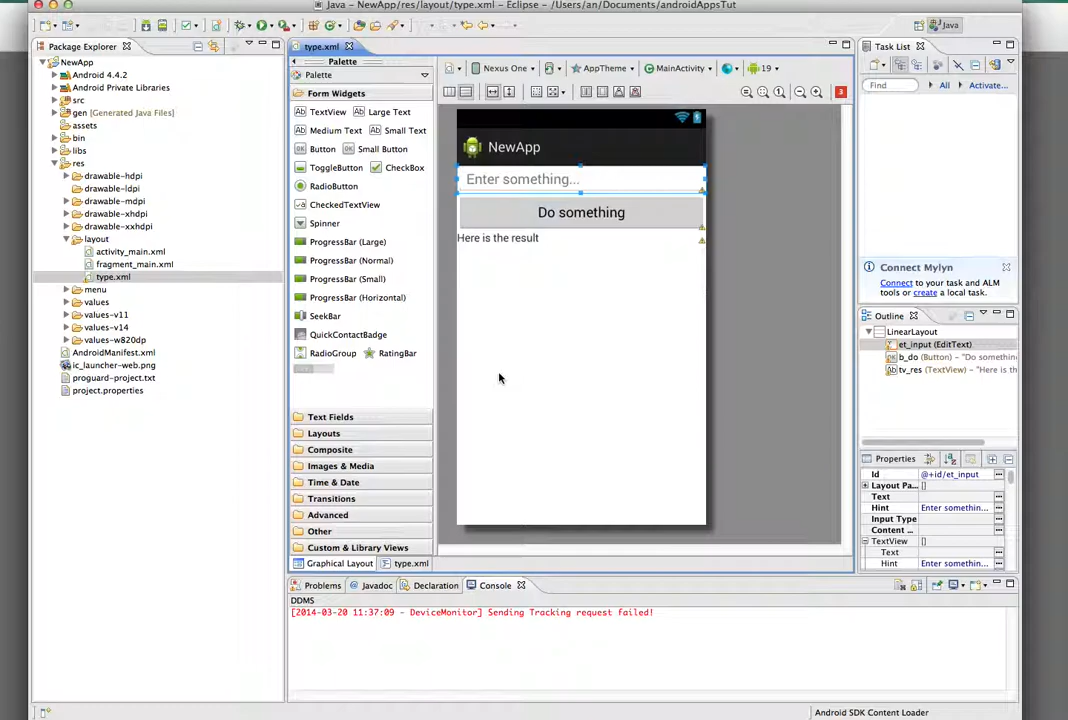 Java - NewApp/res/layout/type.xml - Eclipse - /Users/an/Documents/androidAppsTut
Java
Package Explorer
NewApp
Android 4.4.2
Android Private Libraries
src
gen [Generated Java Files]
assets
bin
libs
res
drawable-hdpi
drawable-ldpi
drawable-mdpi
drawable-xhdpi
drawable-xxhdpi
layout
activity_main.xml
fragment_main.xml
type.xml
menu
values
values-v11
values-v14
values-w820dp
AndroidManifest.xml
ic_launcher-web.png
proguard-project.txt
project.properties
type.xml
Palette
Palette
Form Widgets
Ab TextView Ab Large Text
Ab Medium Text Ab Small Text
OK Button OK Small Button
ToggleButton CheckBox
RadioButton
CheckedTextView
Spinner
ProgressBar (Large)
ProgressBar (Normal)
ProgressBar (Small)
ProgressBar (Horizontal)
SeekBar
QuickContactBadge
RadioGroup RatingBar
Text Fields
Layouts
Composite
Images & Media
Time & Date
Transitions
Advanced
Other
Custom & Library Views
Graphical Layout type.xml
Nexus One AppTheme MainActivity 19
3
NewApp
Enter something...
Do something
Here is the result
Task List
Find All Activate...
Connect Mylyn
Connect to your task and ALM
tools or create a local task.
Outline
LinearLayout
et_input (EditText)
b_do (Button) - "Do somethin
tv_res (TextView) - "Here is th
Properties
Id @+id/et_input
Layout Pa... []
Text
Hint Enter somethin...
Input Type
Content ...
TextView []
Text
Hint Enter somethin...
Problems Javadoc Declaration Console
DDMS
[2014-03-20 11:37:09 - DeviceMonitor] Sending Tracking request failed!
Android SDK Content Loader